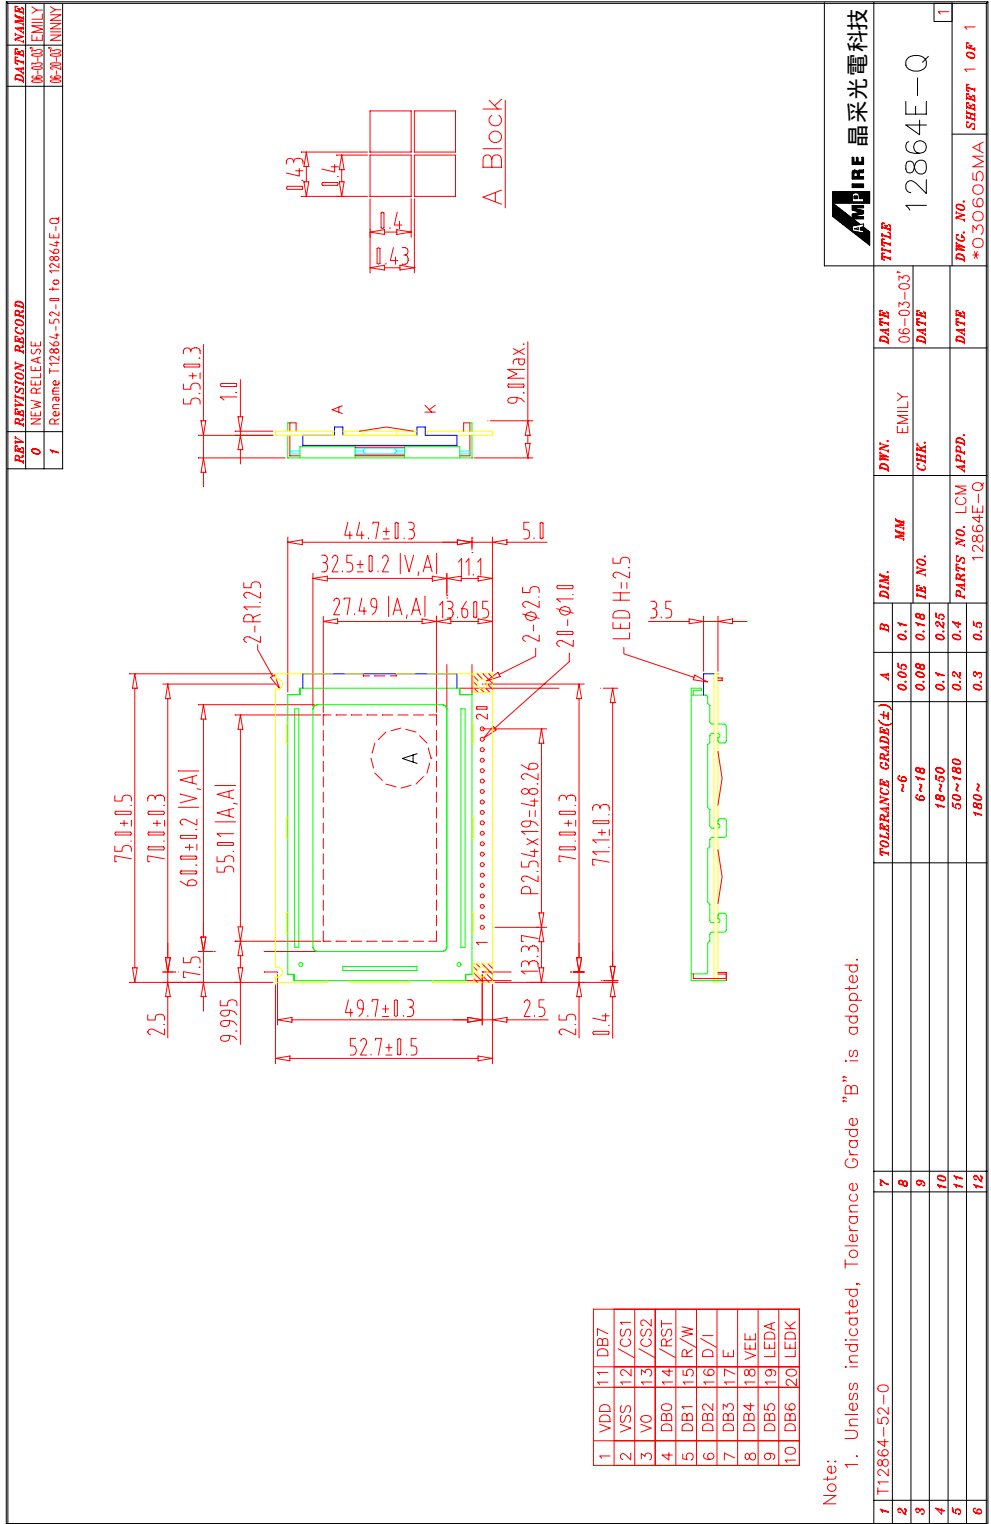 REV REVISION RECORD DATE NAME
0 NEW RELEASE 06-03-03' EMILY
1 Rename T12864-52-0 to 12864E-Q 06-20-03' NINNY
75.0±0.5
70.0±0.3
60.0±0.2 |V,A|
55.01 |A,A|
2.5
7.5
9.995
2-R1.25
44.7±0.3
5.0
32.5±0.2 |V,A|
11.1
27.49 |A,A|
13.605
2-φ2.5
20-φ1.0
49.7±0.3
2.5
52.7±0.5
A
1
20
13.37
P2.54x19=48.26
2.5
70.0±0.3
0.4
71.1±0.3
5.5±0.3
1.0
A
K
9.0Max.
0.43
0.4
0.4
0.43
A Block
LED H=2.5
3.5
1 VDD 11 DB7
2 VSS 12 /CS1
3 V0 13 /CS2
4 DB0 14 /RST
5 DB1 15 R/W
6 DB2 16 D/I
7 DB3 17 E
8 DB4 18 VEE
9 DB5 19 LEDA
10 DB6 20 LEDK
Note:
1. Unless indicated, Tolerance Grade "B" is adopted.
AMPIRE 晶采光電科技
1 T12864-52-0 7
2 8
3 9
4 10
5 11
6 12
TOLERANCE GRADE(±) A B
~6 0.05 0.1
6~18 0.08 0.18
18~50 0.1 0.25
50~180 0.2 0.4
180~ 0.3 0.5
DIM. MM
IE NO.
PARTS NO. LCM
12864E-Q
DWN. EMILY
DATE 06-03-03'
CHK.
DATE
APPD.
DATE
TITLE
12864E-Q
1
DWG. NO.
*030605MA
SHEET 1 OF 1